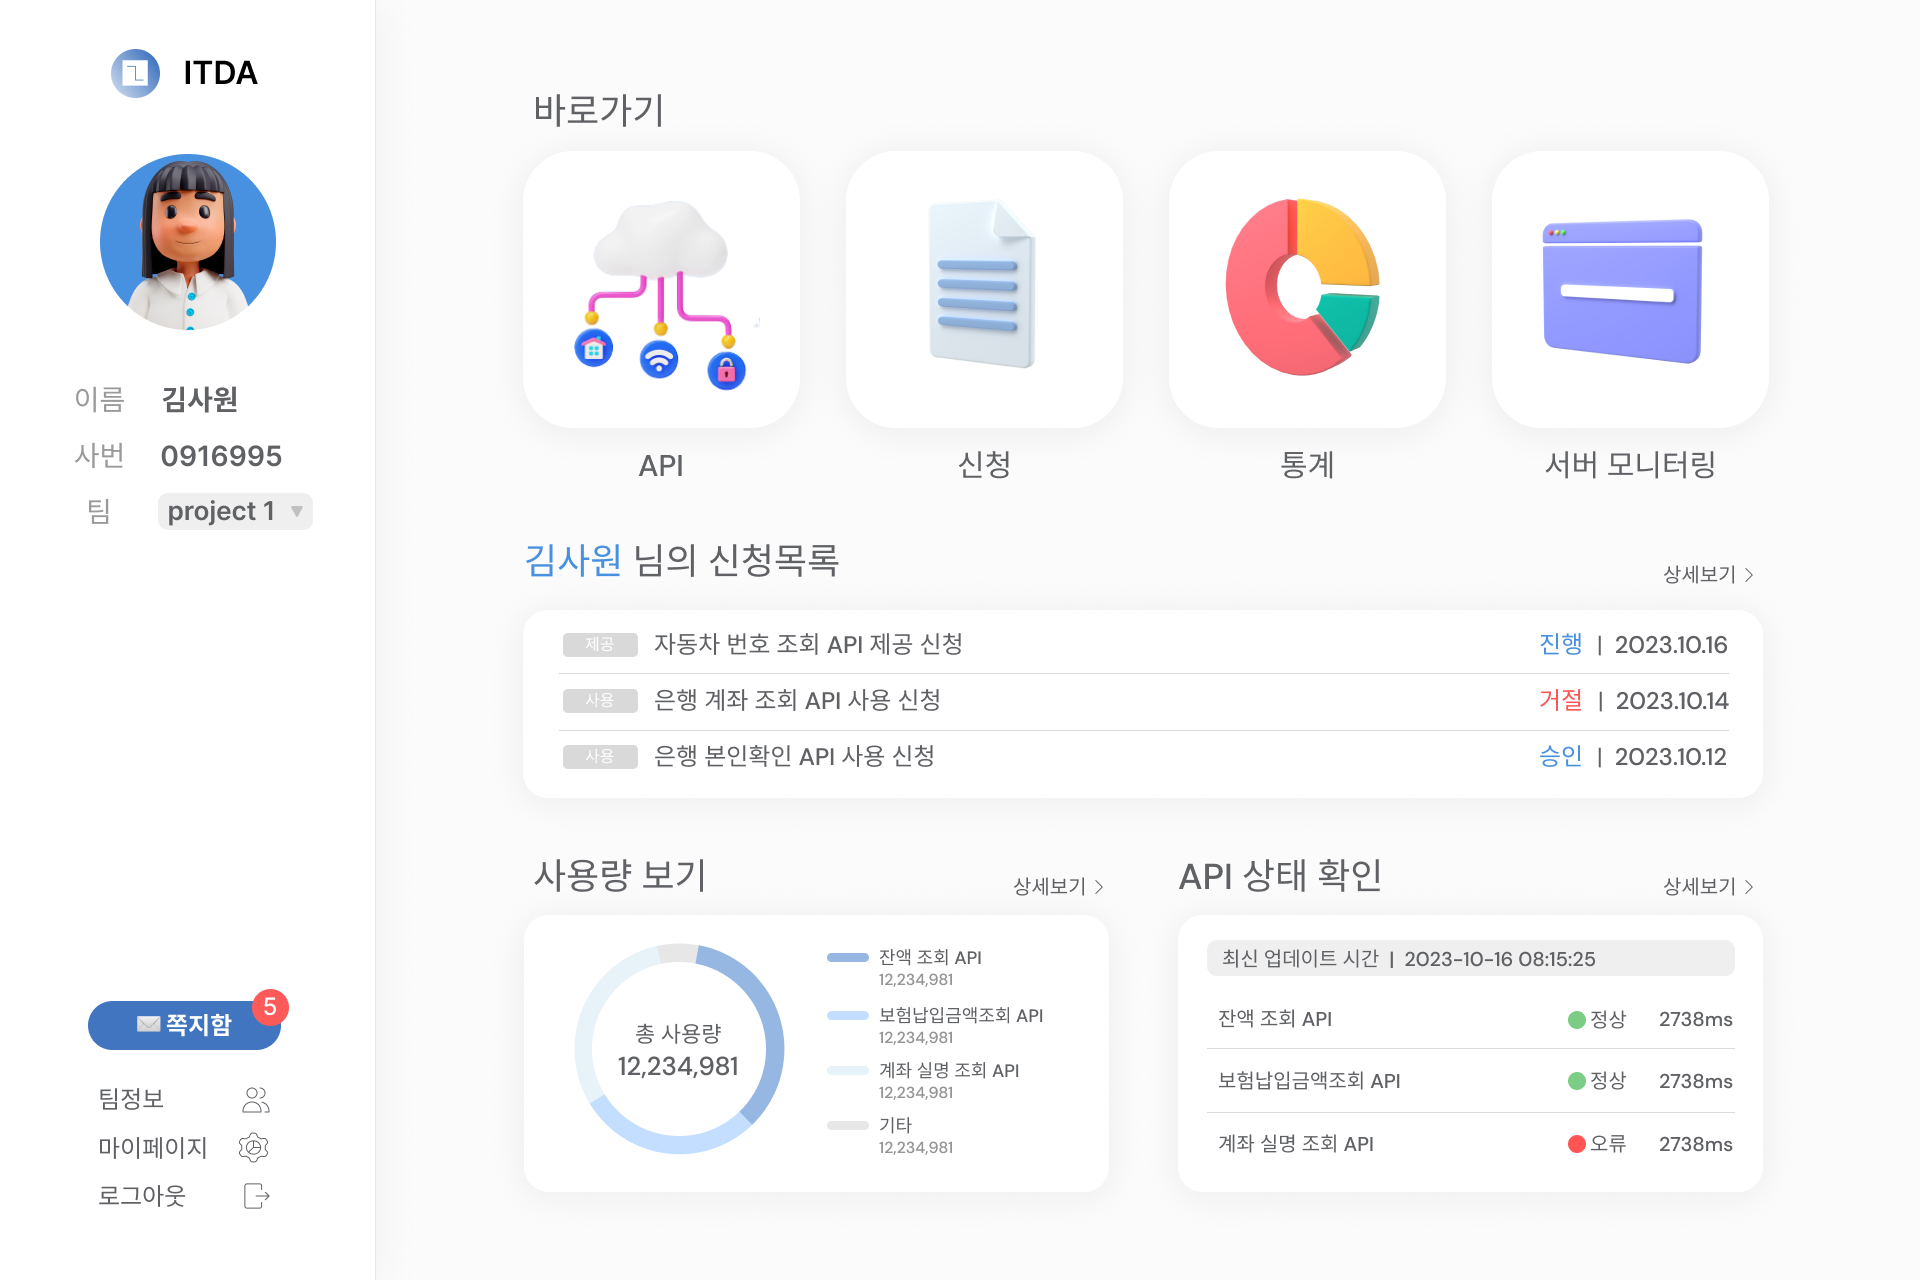 ITDA
이름 김사원
사번 0916995
팀 project 1
쪽지함 5
팀정보
마이페이지
로그아웃
바로가기
API
신청
통계
서버 모니터링
김사원 님의 신청목록
상세보기
제공 자동차 번호 조회 API 제공 신청 진행 | 2023.10.16
사용 은행 계좌 조회 API 사용 신청 거절 | 2023.10.14
사용 은행 본인확인 API 사용 신청 승인 | 2023.10.12
사용량 보기
상세보기
총 사용량
12,234,981
잔액 조회 API
12,234,981
보험납입금액조회 API
12,234,981
계좌 실명 조회 API
12,234,981
기타
12,234,981
API 상태 확인
상세보기
최신 업데이트 시간 | 2023-10-16 08:15:25
잔액 조회 API 정상 2738ms
보험납입금액조회 API 정상 2738ms
계좌 실명 조회 API 오류 2738ms